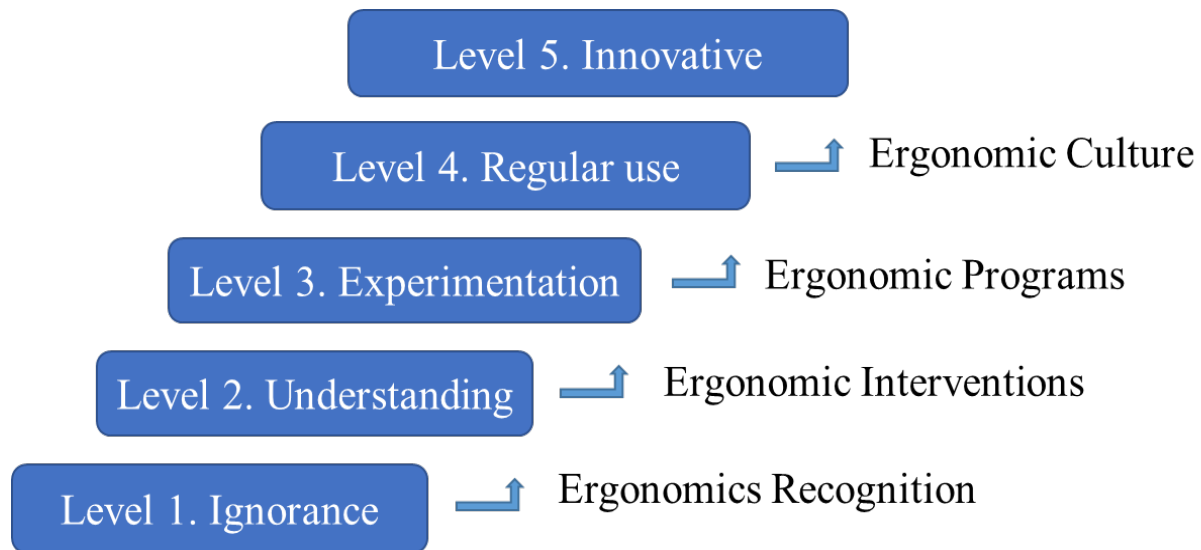 Level 5. Innovative
Level 4. Regular use
Ergonomic Culture
Level 3. Experimentation
Ergonomic Programs
Level 2. Understanding
Ergonomic Interventions
Level 1. Ignorance
Ergonomics Recognition